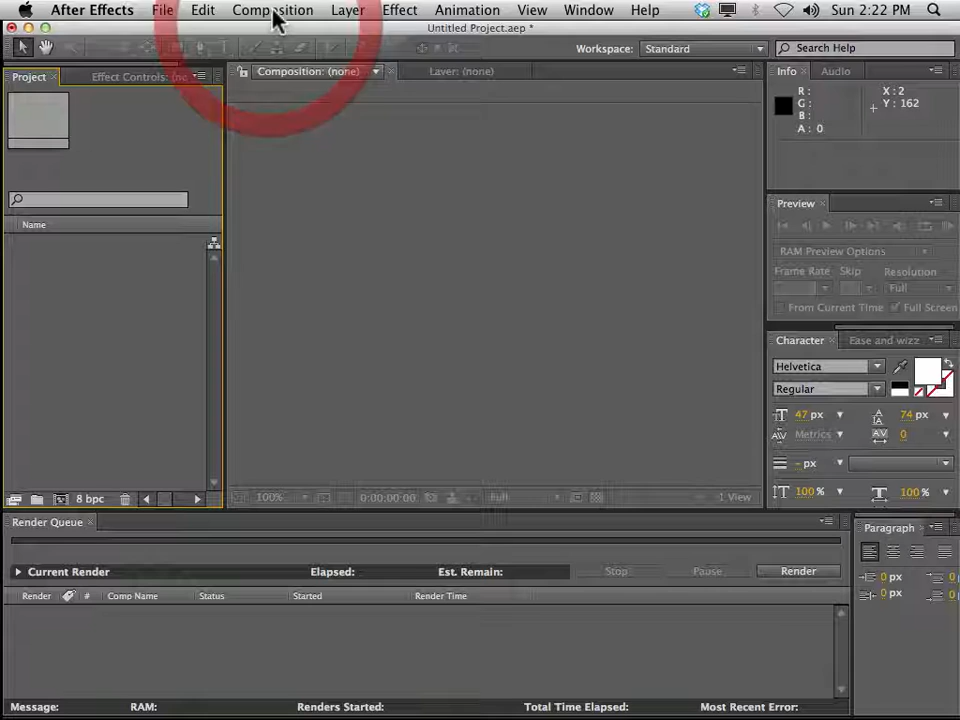 After Effects File Edit Composition Layer Effect Animation View Window Help Sun 2:22 PM
Untitled Project.aep *
Workspace: Standard Search Help
Project Effect Controls: (no Composition: (none) Layer: (none) Info Audio
R: X: 2
G: Y: 162
B:
A: 0
Preview
Name
RAM Preview Options
Frame Rate Skip Resolution
Full
From Current Time Full Screen
Character Ease and wizz
Helvetica
Regular
47 px 74 px
Metrics 0
- px
100 % 100 %
8 bpc 100% 0:00:00:00 Full 1 View
Render Queue Paragraph
Current Render Elapsed: Est. Remain: Stop Pause Render
0 px 0
Render # Comp Name Status Started Render Time
0 px 0
Message: RAM: Renders Started: Total Time Elapsed: Most Recent Error: